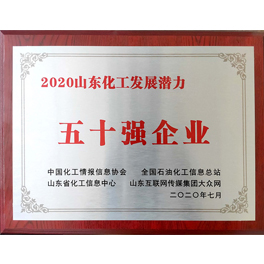 2020山东化工发展潜力
五十强企业
中国化工情报信息协会 全国石油化工信息总站
山东省化工信息中心 山东互联网传媒集团大众网
二〇二〇年七月